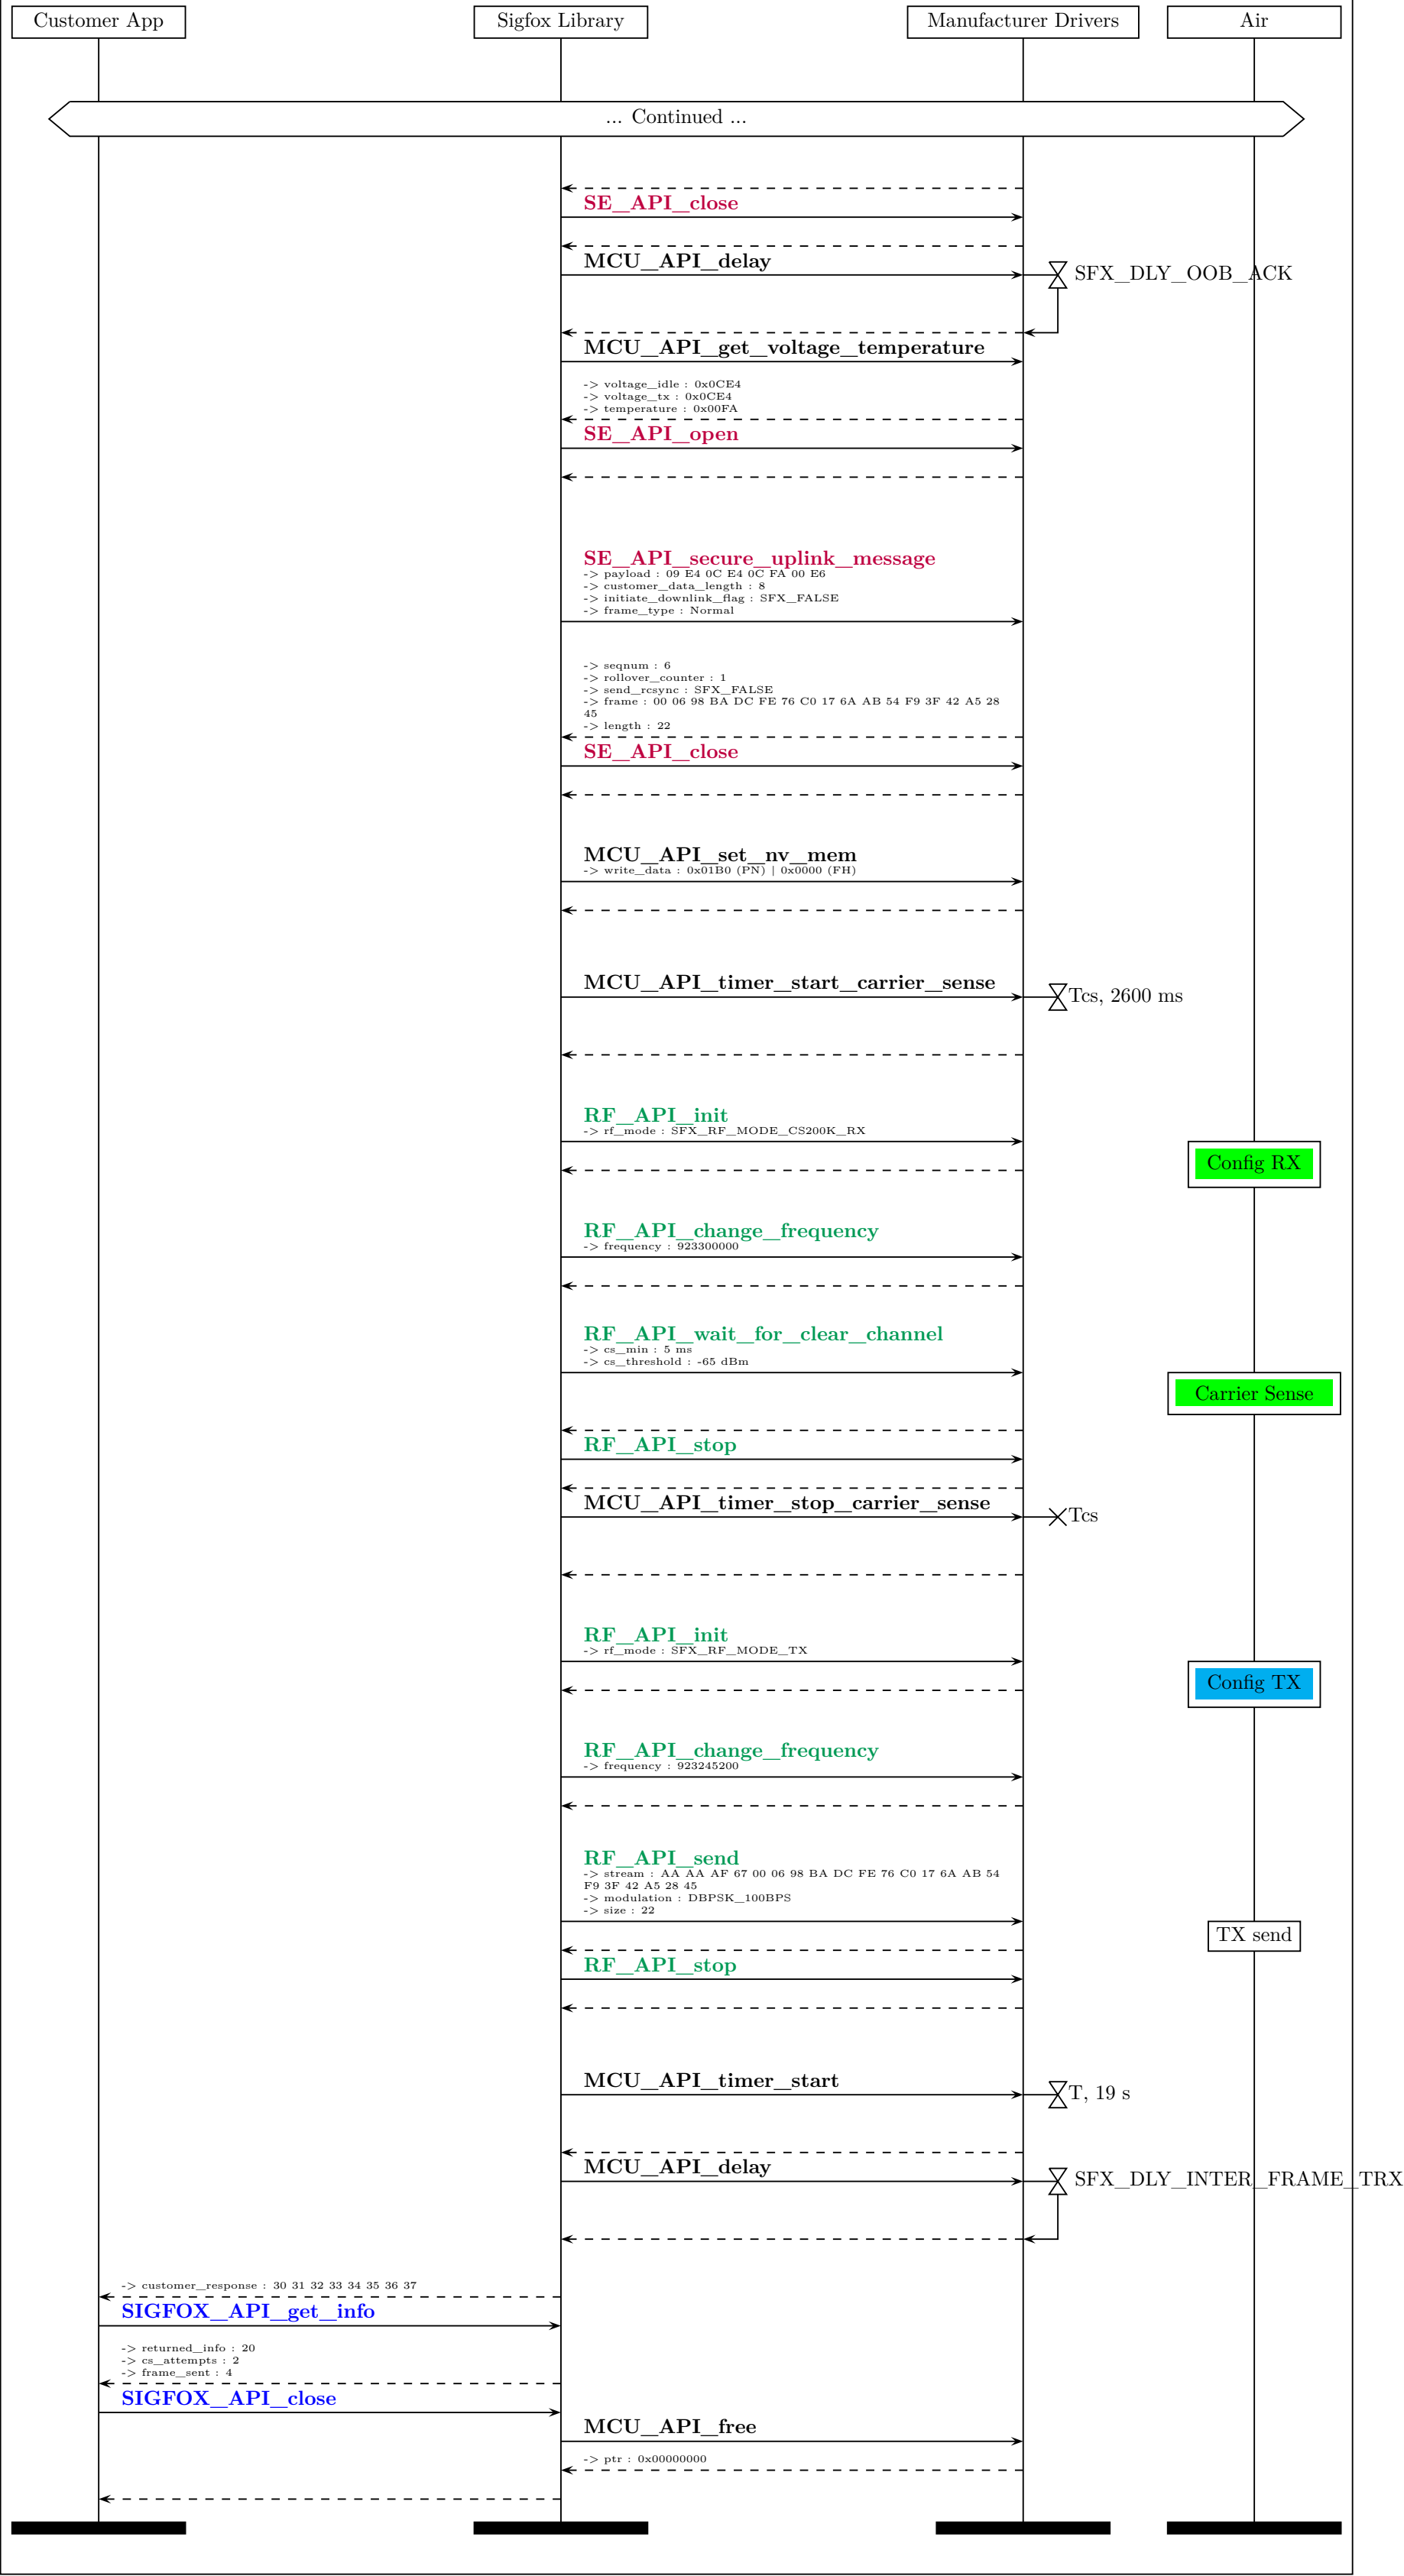 Customer App
Sigfox Library
Manufacturer Drivers
Air
... Continued ...
SE_API_close
MCU_API_delay
SFX_DLY_OOB_ACK
MCU_API_get_voltage_temperature
-> voltage_idle : 0x0CE4
-> voltage_tx : 0x0CE4
-> temperature : 0x00FA
SE_API_open
SE_API_secure_uplink_message
-> payload : 09 E4 0C E4 0C FA 00 E6
-> customer_data_length : 8
-> initiate_downlink_flag : SFX_FALSE
-> frame_type : Normal
-> seqnum : 6
-> rollover_counter : 1
-> send_rcsync : SFX_FALSE
-> frame : 00 06 98 BA DC FE 76 C0 17 6A AB 54 F9 3F 42 A5 28
45
-> length : 22
SE_API_close
MCU_API_set_nv_mem
-> write_data : 0x01B0 (PN) | 0x0000 (FH)
MCU_API_timer_start_carrier_sense
Tcs, 2600 ms
RF_API_init
-> rf_mode : SFX_RF_MODE_CS200K_RX
Config RX
RF_API_change_frequency
-> frequency : 923300000
RF_API_wait_for_clear_channel
-> cs_min : 5 ms
-> cs_threshold : -65 dBm
Carrier Sense
RF_API_stop
MCU_API_timer_stop_carrier_sense
Tcs
RF_API_init
-> rf_mode : SFX_RF_MODE_TX
Config TX
RF_API_change_frequency
-> frequency : 923245200
RF_API_send
-> stream : AA AA AF 67 00 06 98 BA DC FE 76 C0 17 6A AB 54
F9 3F 42 A5 28 45
-> modulation : DBPSK_100BPS
-> size : 22
TX send
RF_API_stop
MCU_API_timer_start
T, 19 s
MCU_API_delay
SFX_DLY_INTER_FRAME_TRX
-> customer_response : 30 31 32 33 34 35 36 37
SIGFOX_API_get_info
-> returned_info : 20
-> cs_attempts : 2
-> frame_sent : 4
SIGFOX_API_close
MCU_API_free
-> ptr : 0x00000000